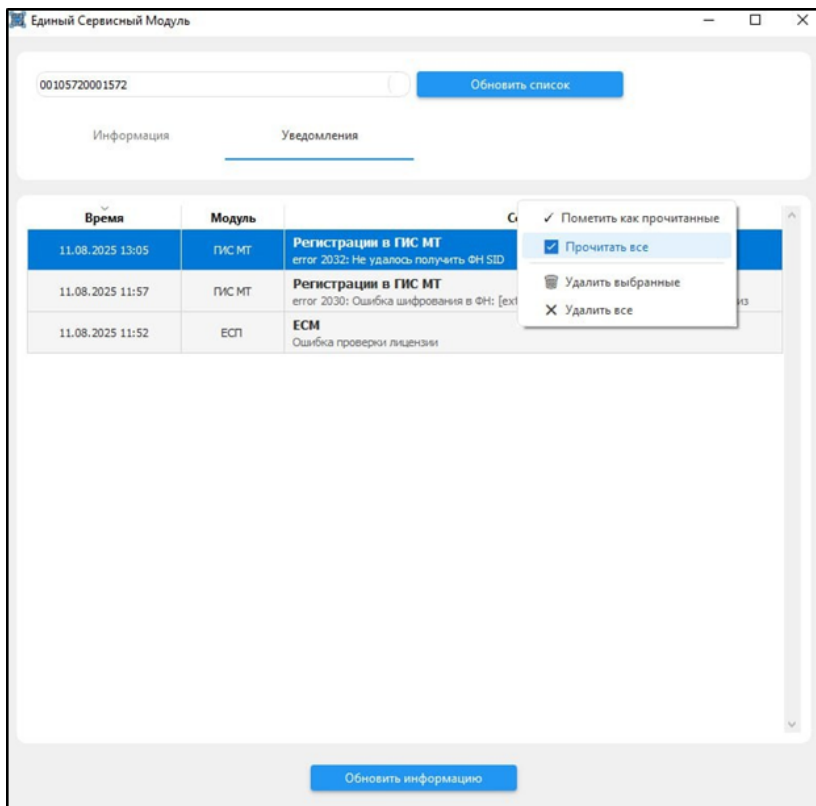 Единый Сервисный Модуль
00105720001572
Обновить список
Информация
Уведомления
Время
Модуль
Пометить как прочитанные
Прочитать все
Удалить выбранные
Удалить все
11.08.2025 13:05
ГИС МТ
Регистрации в ГИС МТ
error 2032: Не удалось получить ФН SID
11.08.2025 11:57
ГИС МТ
Регистрации в ГИС МТ
error 2030: Ошибка шифрования в ФН:
11.08.2025 11:52
ЕСП
ЕСМ
Ошибка проверки лицензии
Обновить информацию